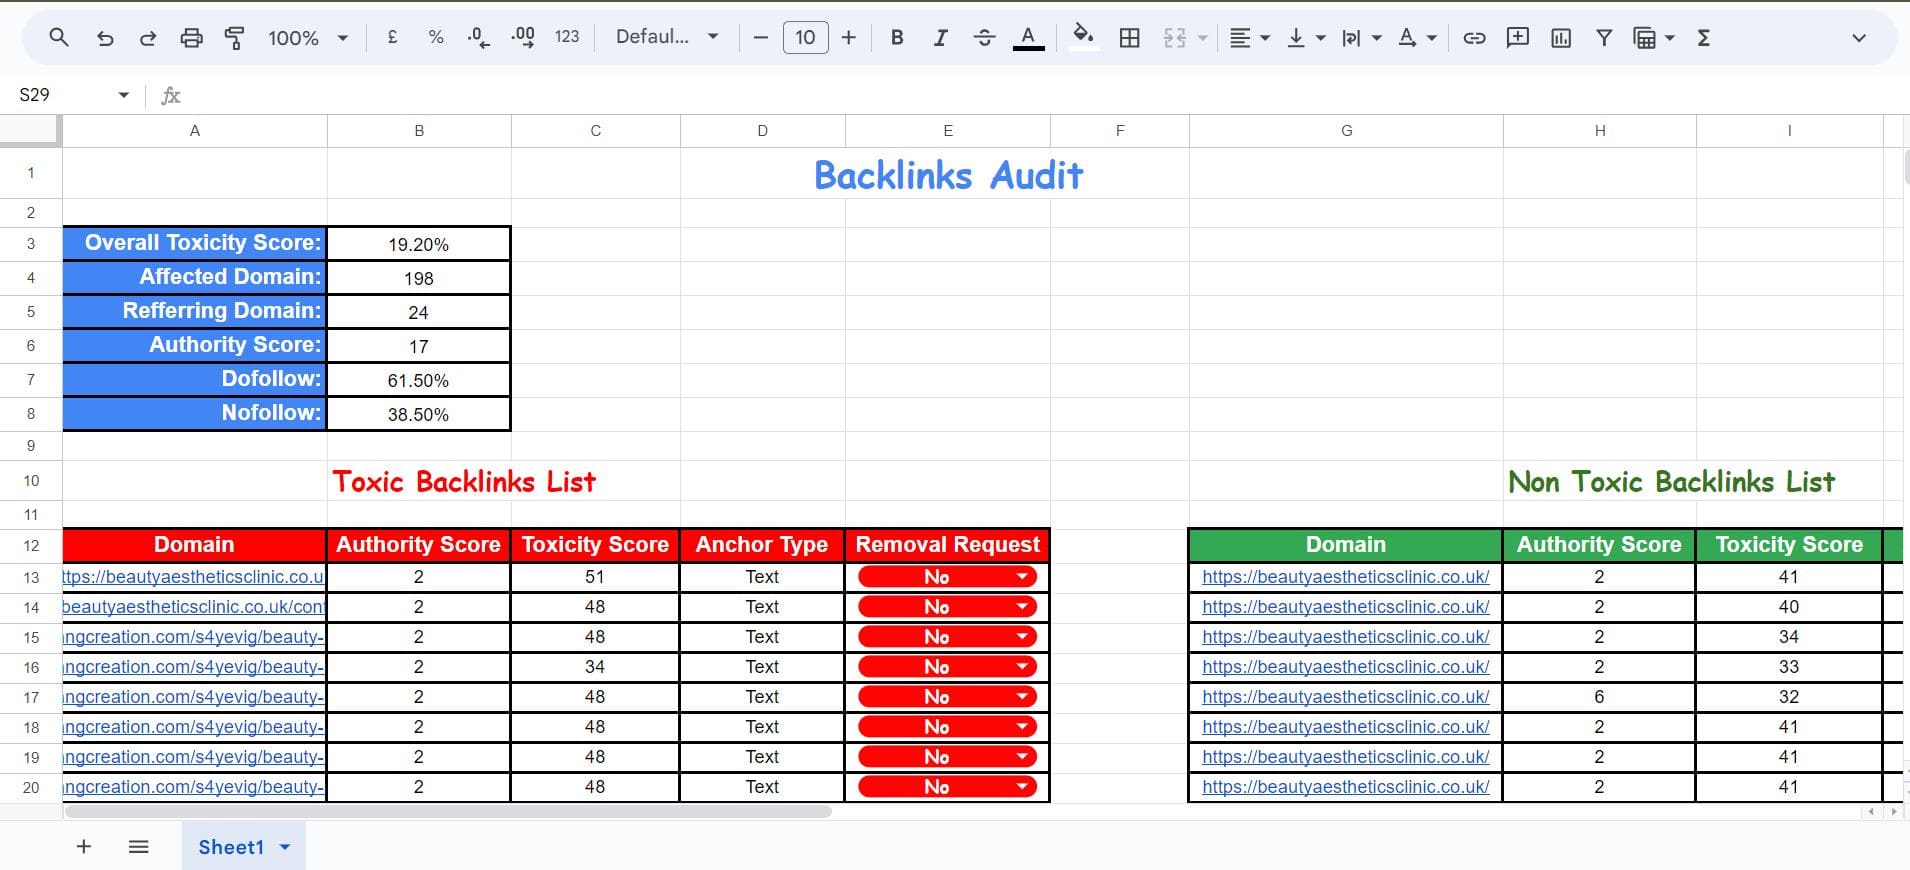 100% £ % .0 .00 123 Defaul... 10 B I A A Σ
S29 fx
A B C D E F G H I
1 Backlinks Audit
2
3 Overall Toxicity Score: 19.20%
4 Affected Domain: 198
5 Refferring Domain: 24
6 Authority Score: 17
7 Dofollow: 61.50%
8 Nofollow: 38.50%
9
10 Toxic Backlinks List Non Toxic Backlinks List
11
12 Domain Authority Score Toxicity Score Anchor Type Removal Request Domain Authority Score Toxicity Score
13 ttps://beautyaestheticsclinic.co.u 2 51 Text No https://beautyaestheticsclinic.co.uk/ 2 41
14 beautyaestheticsclinic.co.uk/cont 2 48 Text No https://beautyaestheticsclinic.co.uk/ 2 40
15 ngcreation.com/s4yevig/beauty- 2 48 Text No https://beautyaestheticsclinic.co.uk/ 2 34
16 ngcreation.com/s4yevig/beauty- 2 34 Text No https://beautyaestheticsclinic.co.uk/ 2 33
17 ngcreation.com/s4yevig/beauty- 2 48 Text No https://beautyaestheticsclinic.co.uk/ 6 32
18 ngcreation.com/s4yevig/beauty- 2 48 Text No https://beautyaestheticsclinic.co.uk/ 2 41
19 ngcreation.com/s4yevig/beauty- 2 48 Text No https://beautyaestheticsclinic.co.uk/ 2 41
20 ngcreation.com/s4yevig/beauty- 2 48 Text No https://beautyaestheticsclinic.co.uk/ 2 41
Sheet1